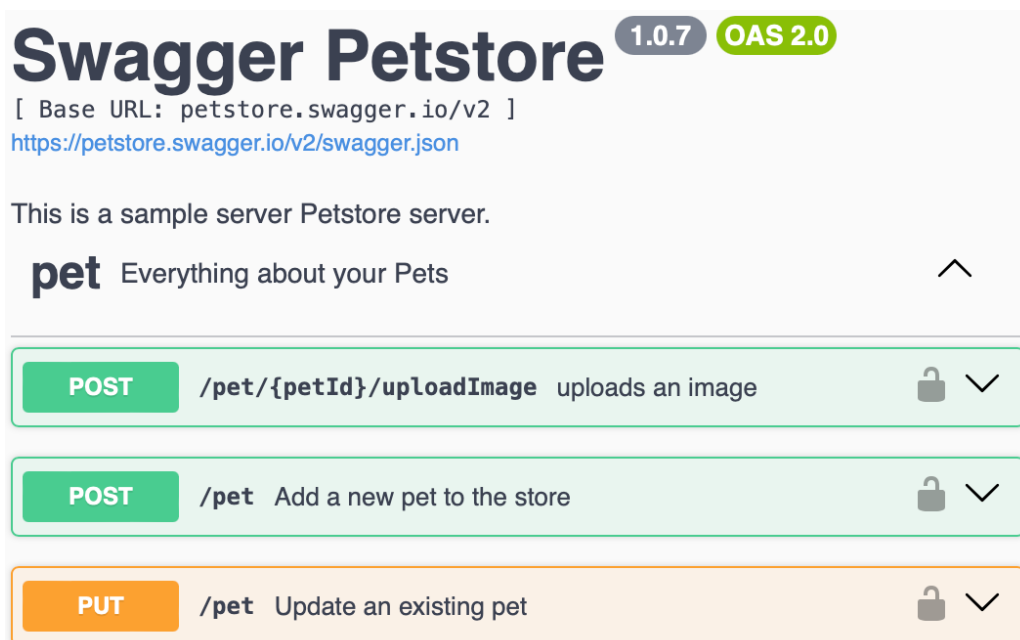 Swagger Petstore 1.0.7 OAS 2.0
[ Base URL: petstore.swagger.io/v2 ]
https://petstore.swagger.io/v2/swagger.json
This is a sample server Petstore server.
pet Everything about your Pets
POST /pet/{petId}/uploadImage uploads an image
POST /pet Add a new pet to the store
PUT /pet Update an existing pet